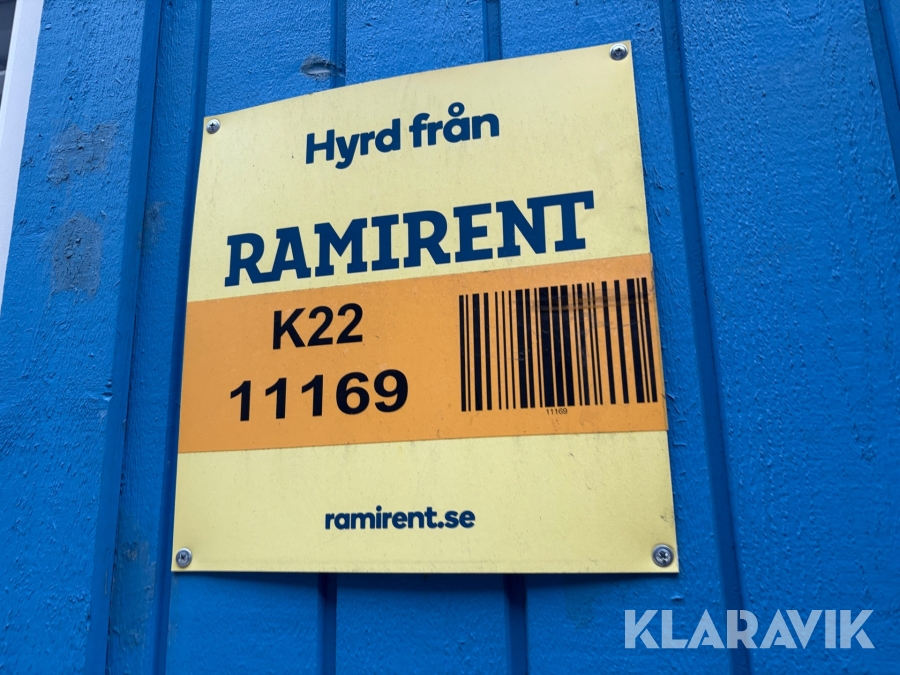 Hyrd från
RAMIRENT
K22
11169
11169
ramirent.se
KLARAVIK